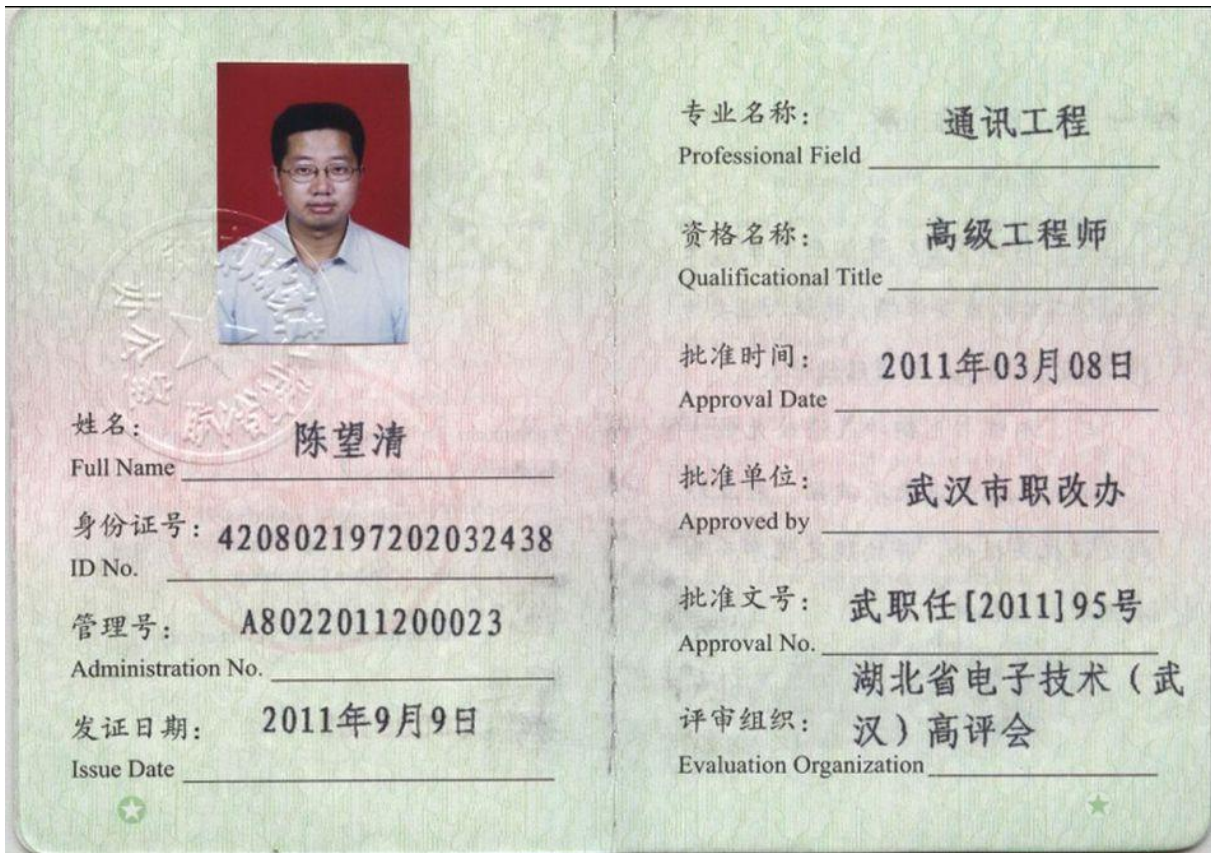 姓名: 陈望清
Full Name
身份证号: 420802197202032438
ID No.
管理号: A8022011200023
Administration No.
发证日期: 2011年9月9日
Issue Date
专业名称: 通讯工程
Professional Field
资格名称: 高级工程师
Qualificational Title
批准时间: 2011年03月08日
Approval Date
批准单位: 武汉市职改办
Approved by
批准文号: 武职任[2011]95号
Approval No.
湖北省电子技术（武
评审组织: 汉）高评会
Evaluation Organization